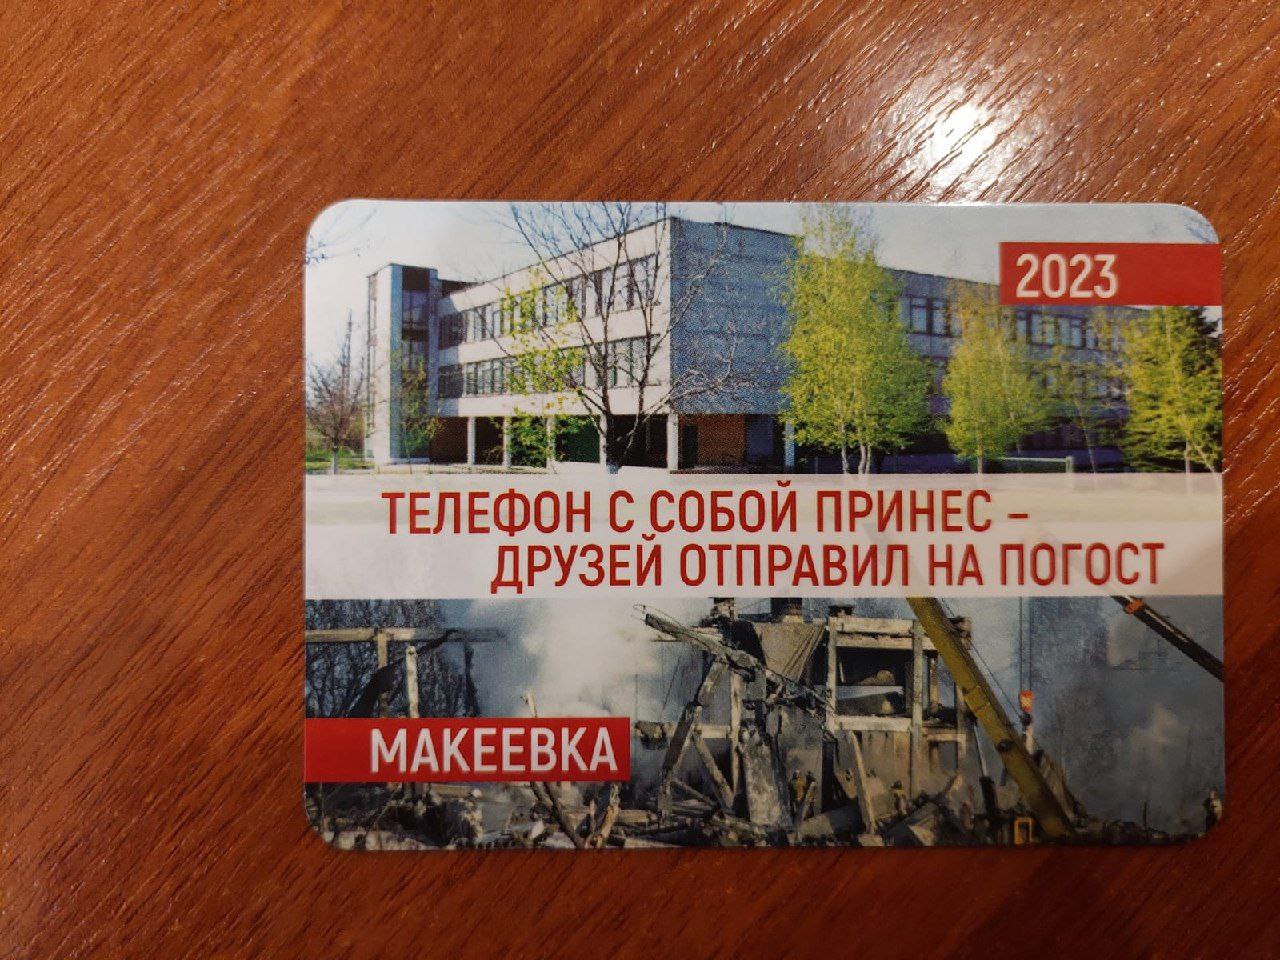 2023
ТЕЛЕФОН С СОБОЙ ПРИНЕС –
ДРУЗЕЙ ОТПРАВИЛ НА ПОГОСТ
МАКЕЕВКА